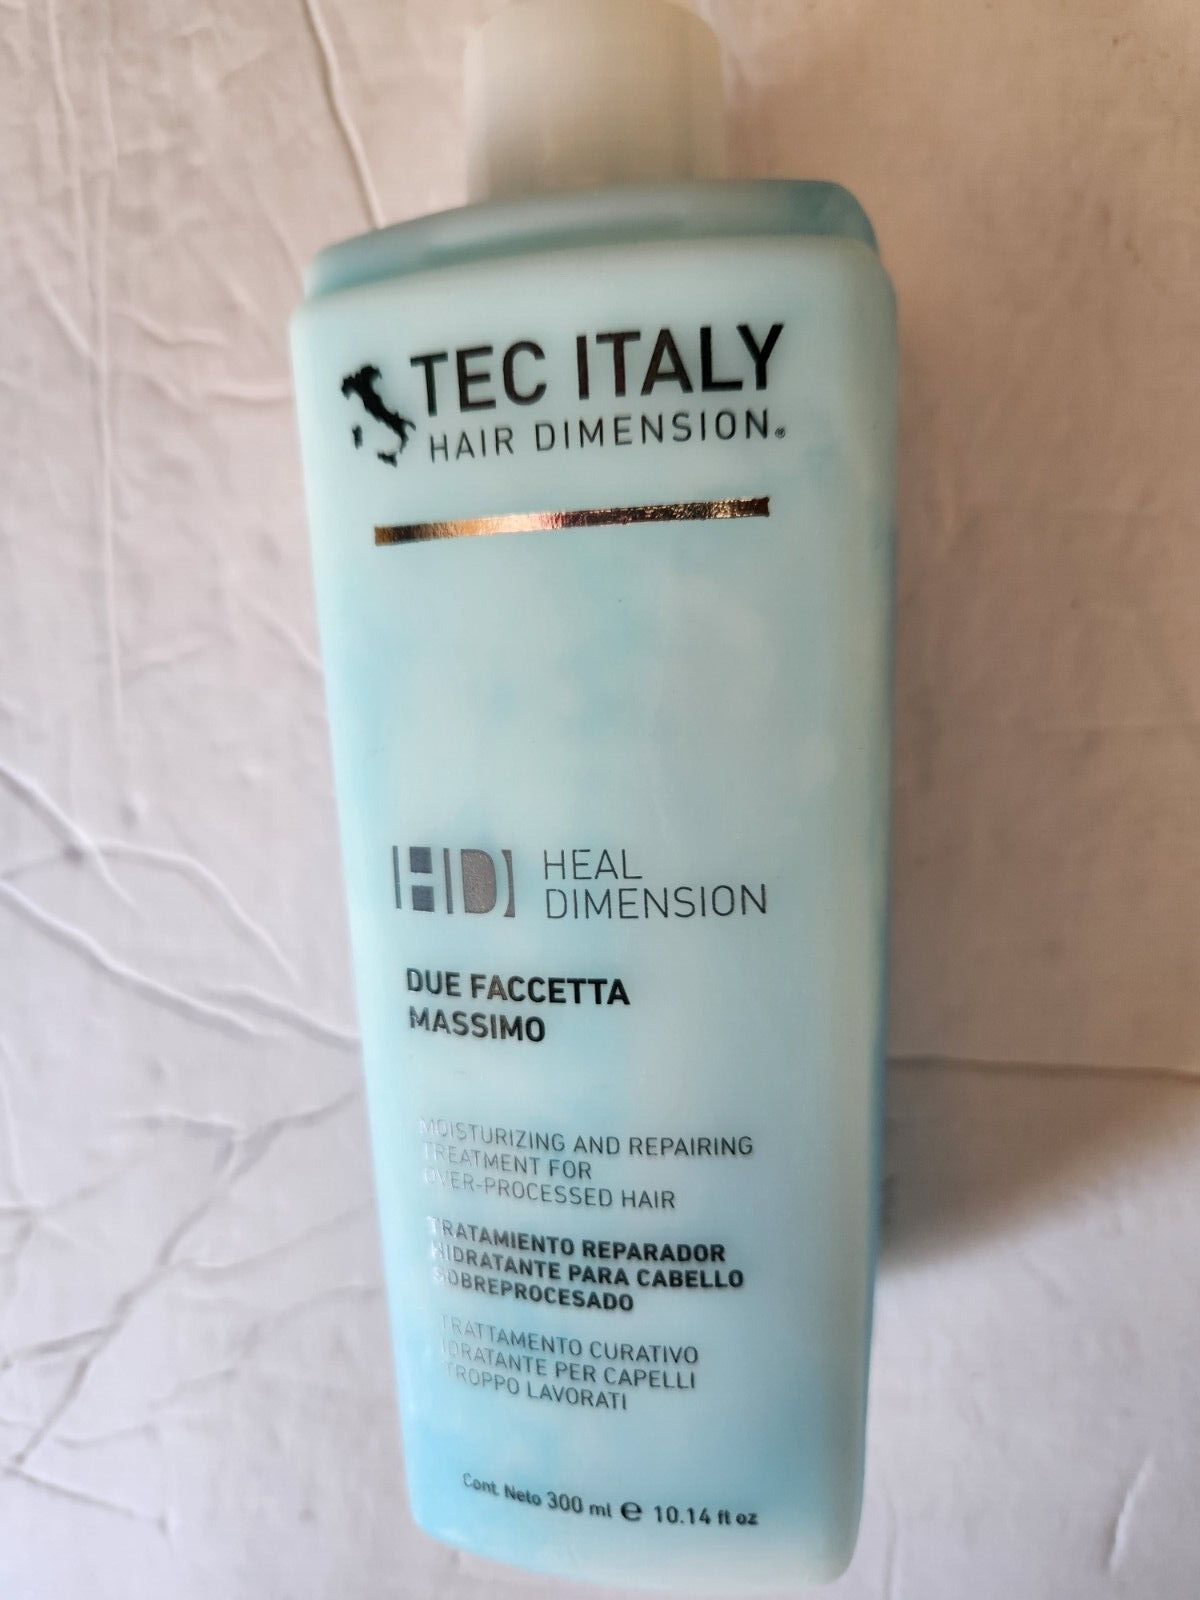 TEC ITALY
HAIR DIMENSION®
HD HEAL
DIMENSION
DUE FACCETTA
MASSIMO
MOISTURIZING AND REPAIRING
TREATMENT FOR
OVER-PROCESSED HAIR
TRATAMIENTO REPARADOR
HIDRATANTE PARA CABELLO
SOBREPROCESADO
TRATTAMENTO CURATIVO
IDRATANTE PER CAPELLI
TROPPO LAVORATI
Cont. Neto 300 ml ℮ 10.14 fl oz